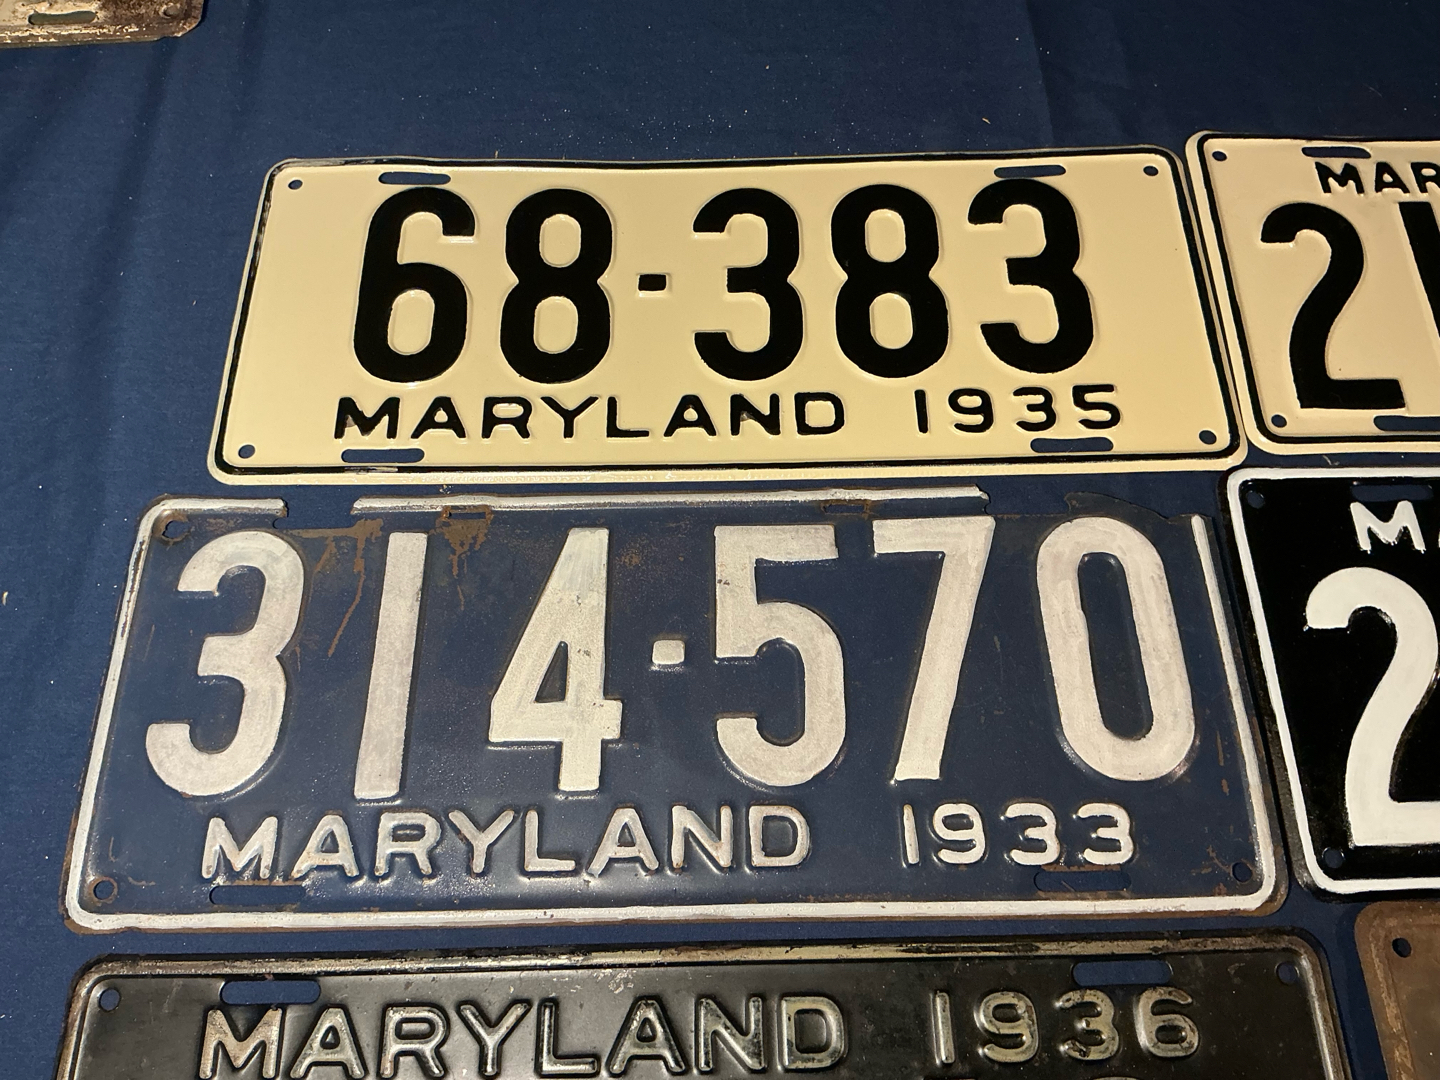 68-383
MARYLAND 1935
314-570
MARYLAND 1933
MARYLAND 1936